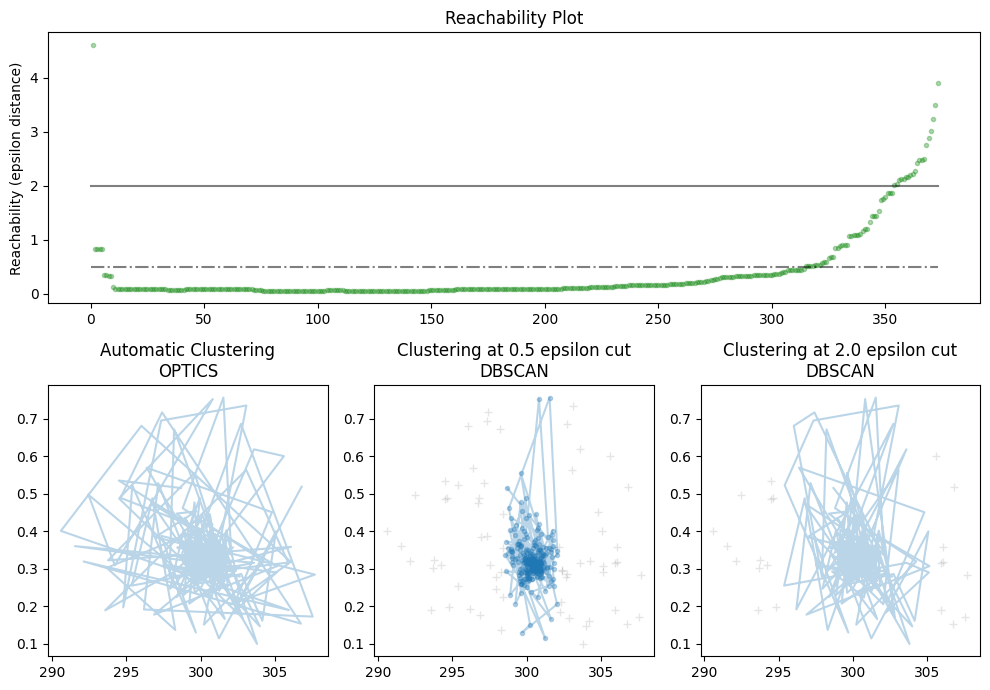 Reachability Plot
Reachability (epsilon distance)
4
3
2
1
0
0 50 100 150 200 250 300 350
Automatic Clustering
OPTICS
0.7
0.6
0.5
0.4
0.3
0.2
0.1
290 295 300 305
Clustering at 0.5 epsilon cut
DBSCAN
0.7
0.6
0.5
0.4
0.3
0.2
0.1
290 295 300 305
Clustering at 2.0 epsilon cut
DBSCAN
0.7
0.6
0.5
0.4
0.3
0.2
0.1
290 295 300 305